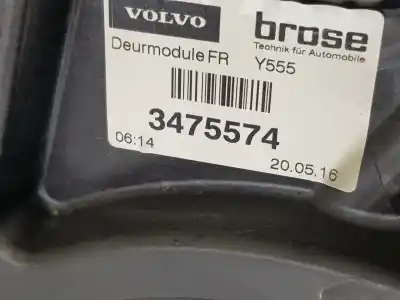 VOLVO brose
Technik für Automobile
Deurmodule FR Y555
3475574
06:14 20.05.16